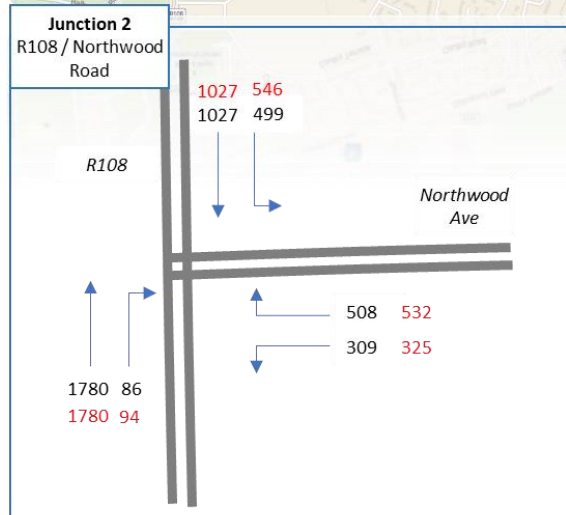 Junction 2
R108 / Northwood
Road
1027 546
1027 499
R108
Northwood
Ave
508 532
309 325
1780 86
1780 94